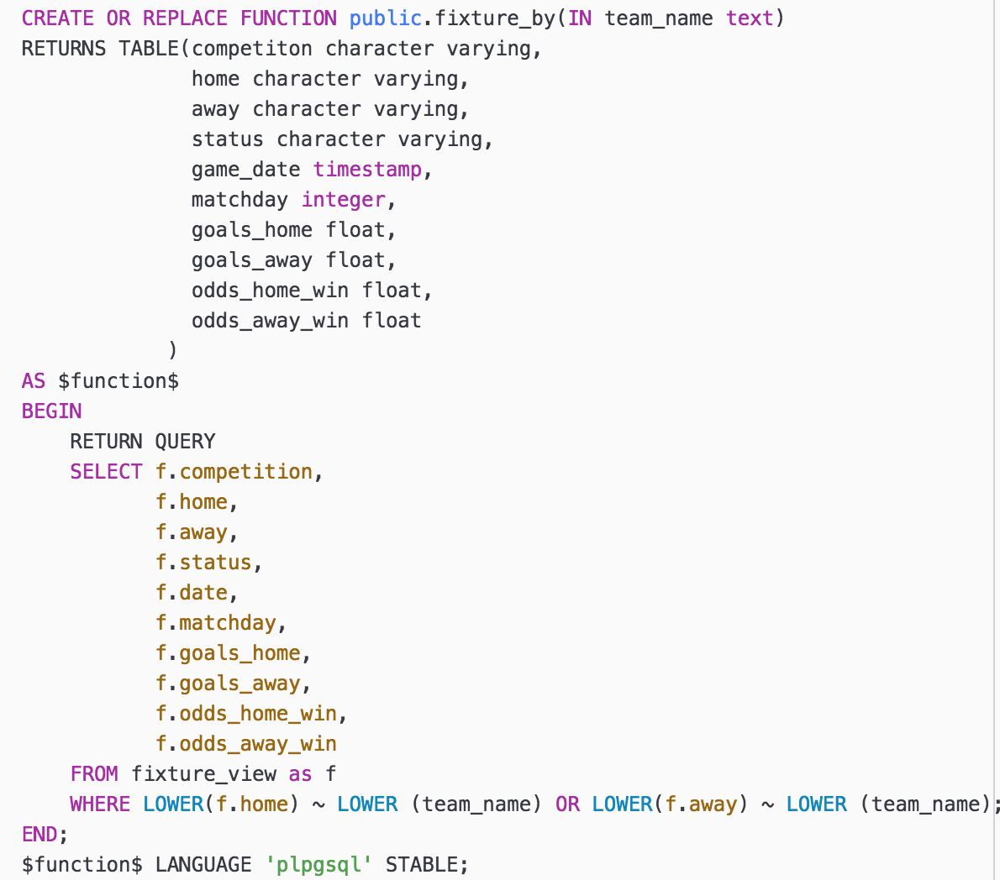 CREATE OR REPLACE FUNCTION public.fixture_by(IN team_name text)
RETURNS TABLE(competiton character varying,
home character varying,
away character varying,
status character varying,
game_date timestamp,
matchday integer,
goals_home float,
goals_away float,
odds_home_win float,
odds_away_win float
)
AS $function$
BEGIN
RETURN QUERY
SELECT f.competition,
f.home,
f.away,
f.status,
f.date,
f.matchday,
f.goals_home,
f.goals_away,
f.odds_home_win,
f.odds_away_win
FROM fixture_view as f
WHERE LOWER(f.home) ~ LOWER (team_name) OR LOWER(f.away) ~ LOWER (team_name);
END;
$function$ LANGUAGE 'plpgsql' STABLE;